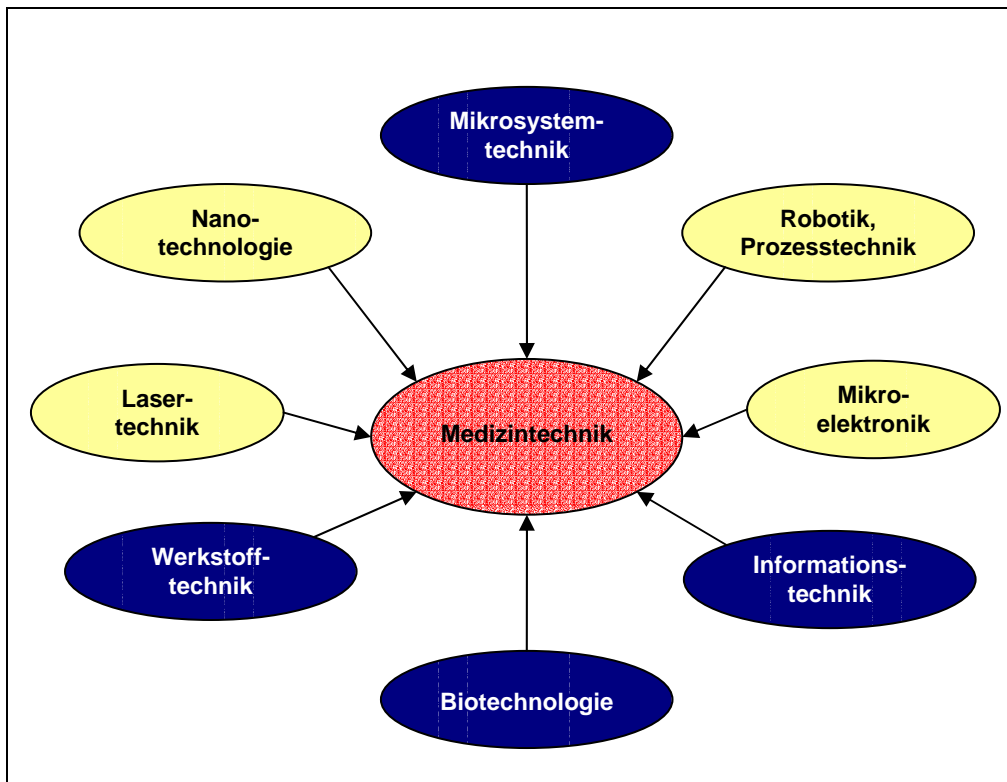 Mikrosystem-
technik
Nano-
technologie
Robotik,
Prozesstechnik
Laser-
technik
Medizintechnik
Mikro-
elektronik
Werkstoff-
technik
Informations-
technik
Biotechnologie